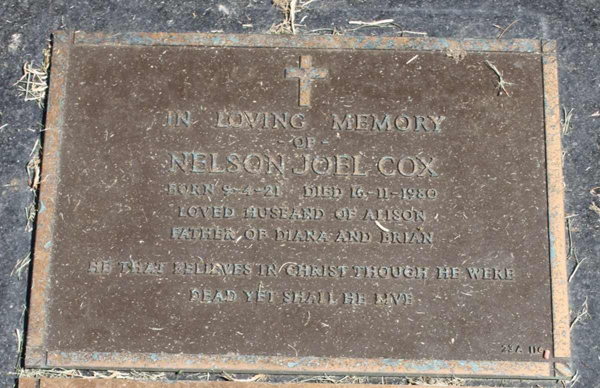 IN LOVING MEMORY
- OF -
NELSON JOEL COX
BORN 9-4-21 DIED 16-11-1980
LOVED HUSBAND OF ALISON
FATHER OF DIANA AND BRIAN
HE THAT BELIEVES IN CHRIST THOUGH HE WERE
DEAD YET SHALL HE LIVE